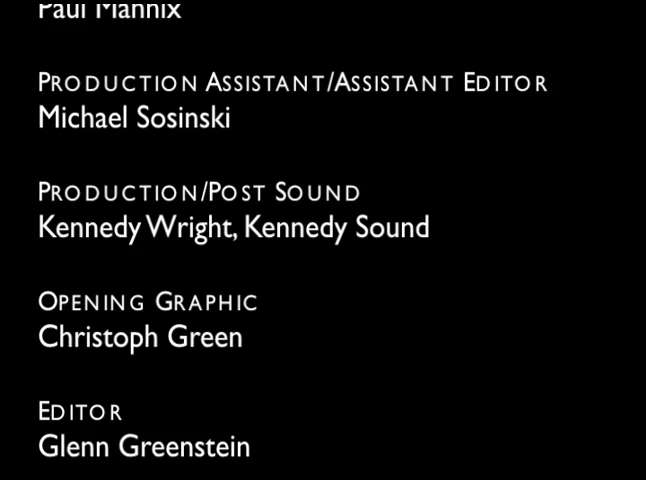 Paul Mannix
PRODUCTION ASSISTANT/ASSISTANT EDITOR
Michael Sosinski
PRODUCTION/POST SOUND
Kennedy Wright, Kennedy Sound
OPENING GRAPHIC
Christoph Green
EDITOR
Glenn Greenstein